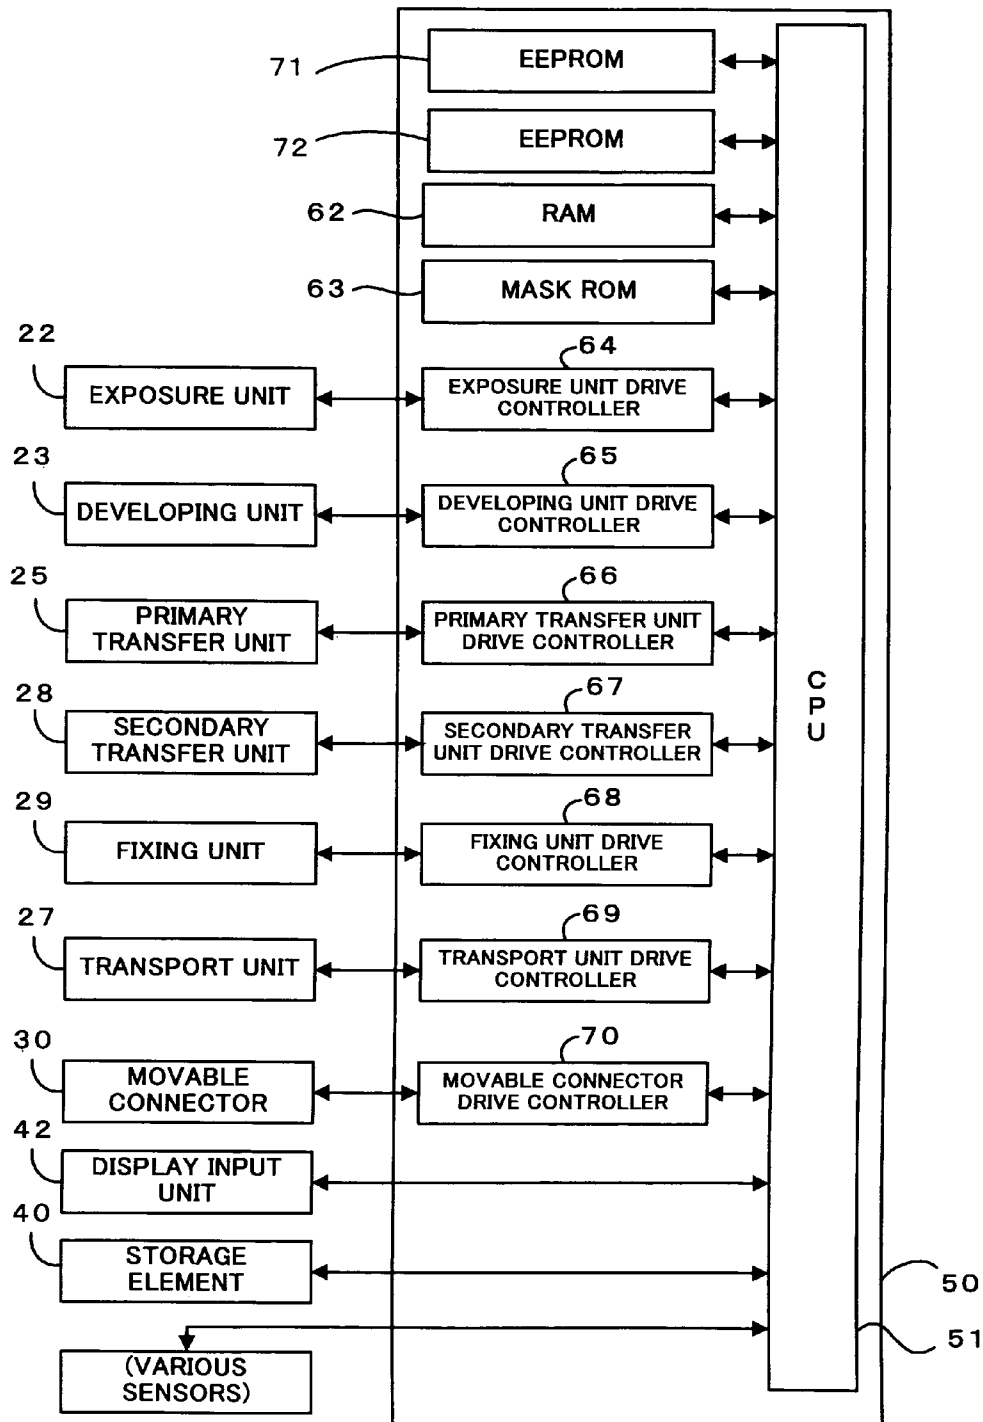 71
EEPROM
72
EEPROM
62
RAM
63
MASK ROM
22
EXPOSURE UNIT
64
EXPOSURE UNIT DRIVE
CONTROLLER
23
DEVELOPING UNIT
65
DEVELOPING UNIT DRIVE
CONTROLLER
25
PRIMARY
TRANSFER UNIT
66
PRIMARY TRANSFER UNIT
DRIVE CONTROLLER
28
SECONDARY
TRANSFER UNIT
67
SECONDARY TRANSFER
UNIT DRIVE CONTROLLER
CPU
29
FIXING UNIT
68
FIXING UNIT DRIVE
CONTROLLER
27
TRANSPORT UNIT
69
TRANSPORT UNIT DRIVE
CONTROLLER
30
MOVABLE
CONNECTOR
70
MOVABLE CONNECTOR
DRIVE CONTROLLER
42
DISPLAY INPUT
UNIT
40
STORAGE
ELEMENT
50
51
(VARIOUS
SENSORS)